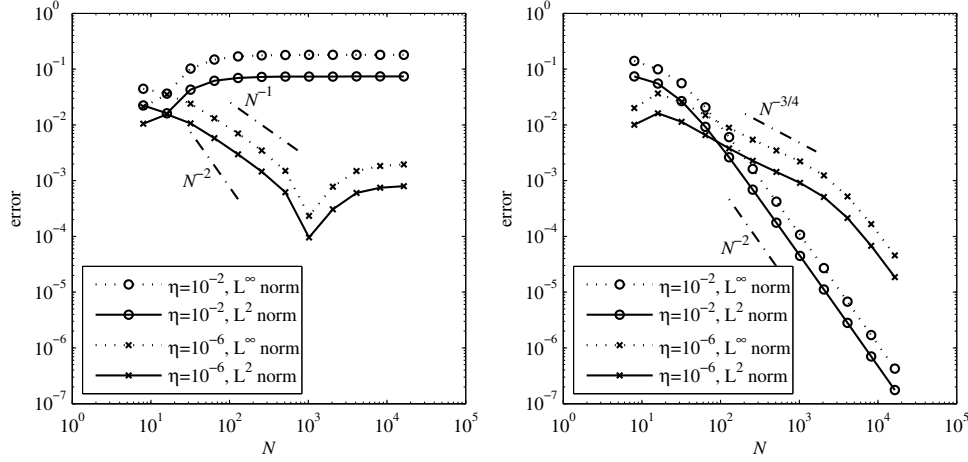 10^0
10^−1
10^−2
10^−3
10^−4
10^−5
10^−6
10^−7
error
N^−1
N^−2
η=10^−2, L^∞ norm
η=10^−2, L^2 norm
η=10^−6, L^∞ norm
η=10^−6, L^2 norm
10^0 10^1 10^2 10^3 10^4 10^5
N
10^0
10^−1
10^−2
10^−3
10^−4
10^−5
10^−6
10^−7
error
N^−3/4
N^−2
η=10^−2, L^∞ norm
η=10^−2, L^2 norm
η=10^−6, L^∞ norm
η=10^−6, L^2 norm
10^0 10^1 10^2 10^3 10^4 10^5
N